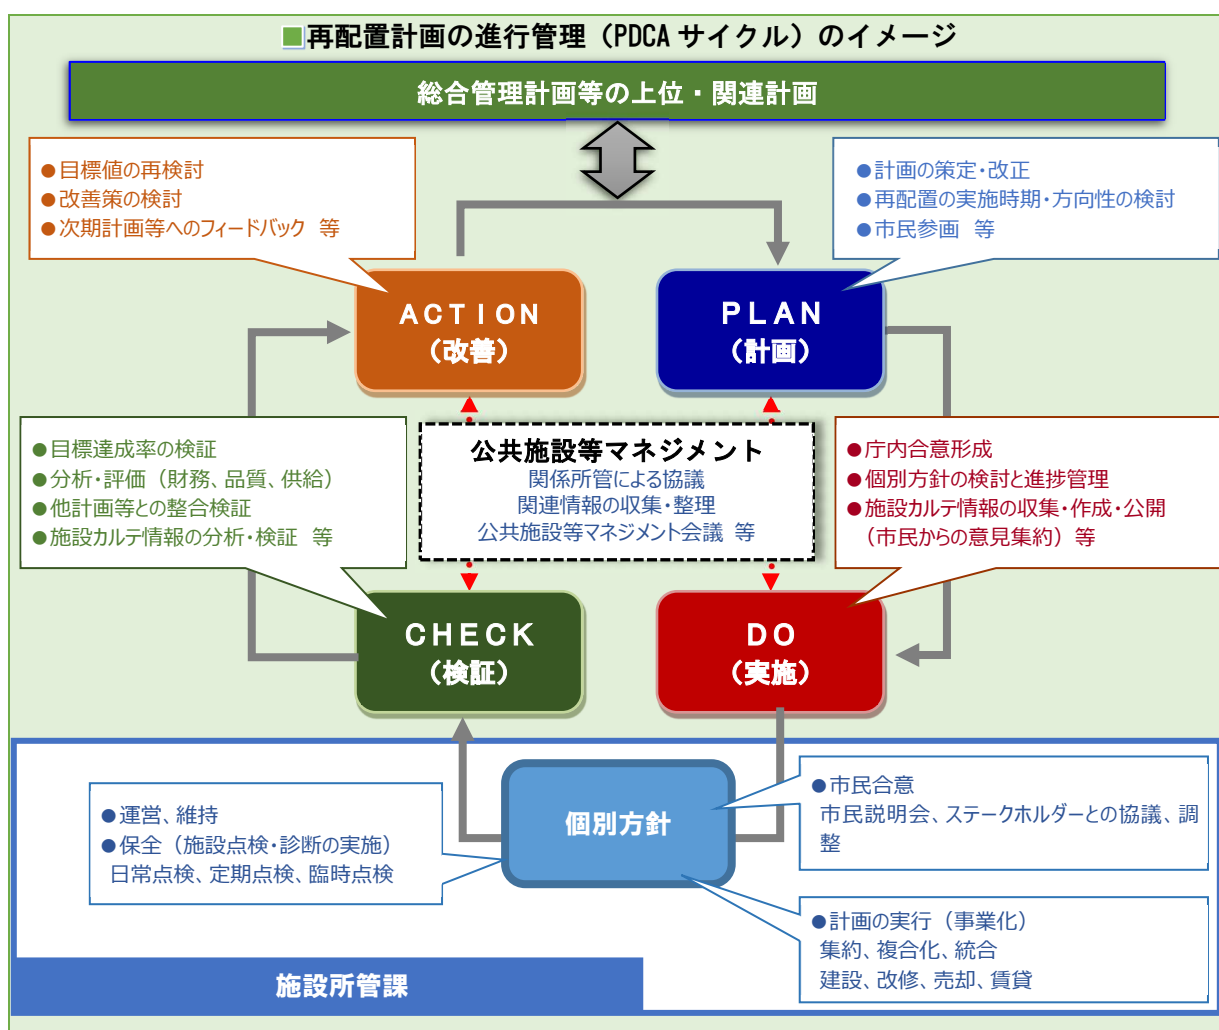 ■再配置計画の進行管理（PDCA サイクル）のイメージ
総合管理計画等の上位・関連計画
●目標値の再検討
●改善策の検討
●次期計画等へのフィードバック 等
●計画の策定・改正
●再配置の実施時期・方向性の検討
●市民参画 等
ＡＣＴＩＯＮ
（改善）
ＰＬＡＮ
（計画）
●目標達成率の検証
●分析・評価（財務、品質、供給）
●他計画等との整合検証
●施設カルテ情報の分析・検証 等
公共施設等マネジメント
関係所管による協議
関連情報の収集・整理
公共施設等マネジメント会議 等
●庁内合意形成
●個別方針の検討と進捗管理
●施設カルテ情報の収集・作成・公開
（市民からの意見集約）等
ＣＨＥＣＫ
（検証）
ＤＯ
（実施）
●運営、維持
●保全（施設点検・診断の実施）
日常点検、定期点検、臨時点検
個別方針
●市民合意
市民説明会、ステークホルダーとの協議、調
整
●計画の実行（事業化）
集約、複合化、統合
建設、改修、売却、賃貸
施設所管課